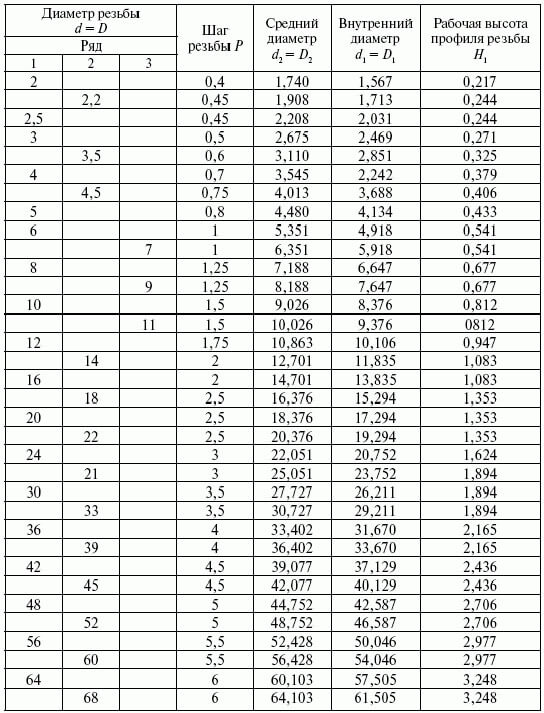 Диаметр резьбы d = D | Шаг резьбы P | Средний диаметр d₂ = D₂ | Внутренний диаметр d₁ = D₁ | Рабочая высота профиля резьбы H₁
Ряд
1 | 2 | 3
2 | | | 0,4 | 1,740 | 1,567 | 0,217
| 2,2 | | 0,45 | 1,908 | 1,713 | 0,244
2,5 | | | 0,45 | 2,208 | 2,031 | 0,244
3 | | | 0,5 | 2,675 | 2,469 | 0,271
| 3,5 | | 0,6 | 3,110 | 2,851 | 0,325
4 | | | 0,7 | 3,545 | 2,242 | 0,379
| 4,5 | | 0,75 | 4,013 | 3,688 | 0,406
5 | | | 0,8 | 4,480 | 4,134 | 0,433
6 | | | 1 | 5,351 | 4,918 | 0,541
| | 7 | 1 | 6,351 | 5,918 | 0,541
8 | | | 1,25 | 7,188 | 6,647 | 0,677
| | 9 | 1,25 | 8,188 | 7,647 | 0,677
10 | | | 1,5 | 9,026 | 8,376 | 0,812
| | 11 | 1,5 | 10,026 | 9,376 | 0812
12 | | | 1,75 | 10,863 | 10,106 | 0,947
| 14 | | 2 | 12,701 | 11,835 | 1,083
16 | | | 2 | 14,701 | 13,835 | 1,083
| 18 | | 2,5 | 16,376 | 15,294 | 1,353
20 | | | 2,5 | 18,376 | 17,294 | 1,353
| 22 | | 2,5 | 20,376 | 19,294 | 1,353
24 | | | 3 | 22,051 | 20,752 | 1,624
| 21 | | 3 | 25,051 | 23,752 | 1,894
30 | | | 3,5 | 27,727 | 26,211 | 1,894
| 33 | | 3,5 | 30,727 | 29,211 | 1,894
36 | | | 4 | 33,402 | 31,670 | 2,165
| 39 | | 4 | 36,402 | 33,670 | 2,165
42 | | | 4,5 | 39,077 | 37,129 | 2,436
| 45 | | 4,5 | 42,077 | 40,129 | 2,436
48 | | | 5 | 44,752 | 42,587 | 2,706
| 52 | | 5 | 48,752 | 46,587 | 2,706
56 | | | 5,5 | 52,428 | 50,046 | 2,977
| 60 | | 5,5 | 56,428 | 54,046 | 2,977
64 | | | 6 | 60,103 | 57,505 | 3,248
| 68 | | 6 | 64,103 | 61,505 | 3,248